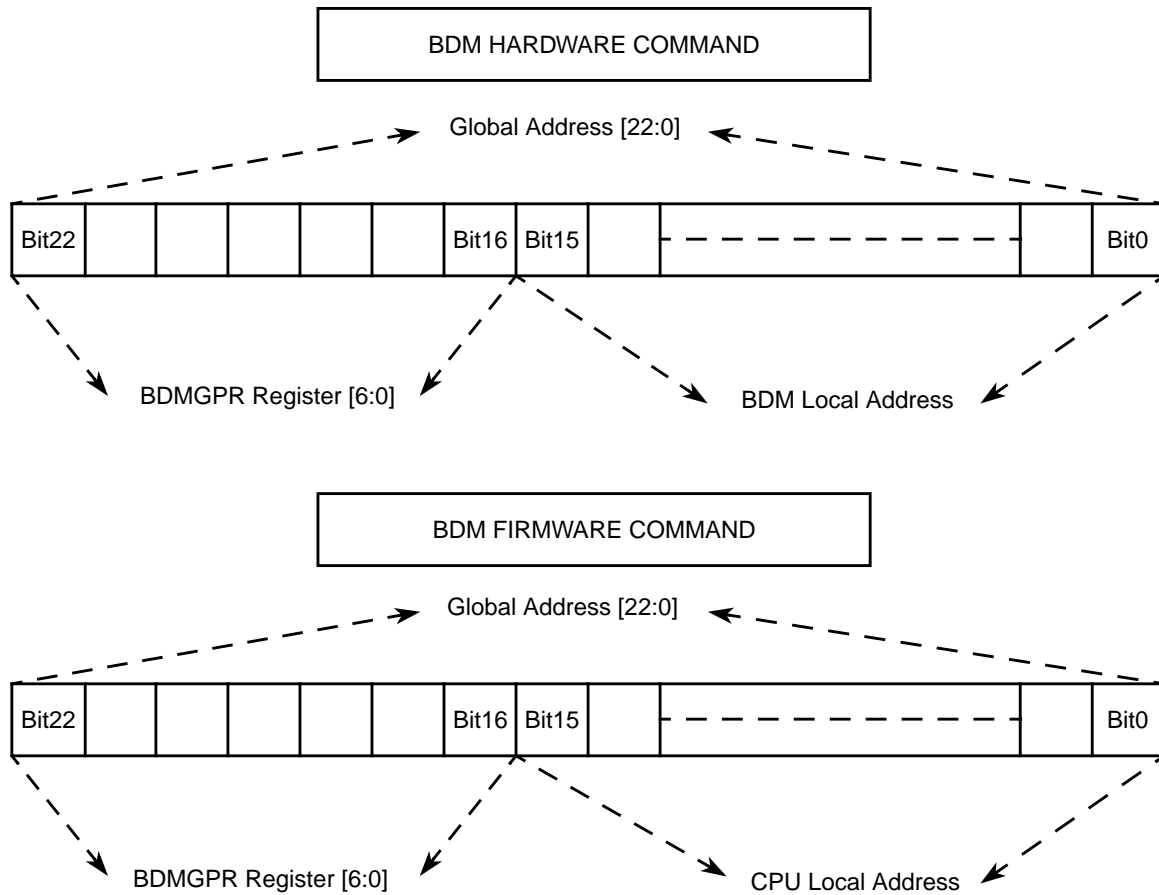 BDM HARDWARE COMMAND
Global Address [22:0]
Bit22 Bit16 Bit15 Bit0
BDMGPR Register [6:0] BDM Local Address
BDM FIRMWARE COMMAND
Global Address [22:0]
Bit22 Bit16 Bit15 Bit0
BDMGPR Register [6:0] CPU Local Address